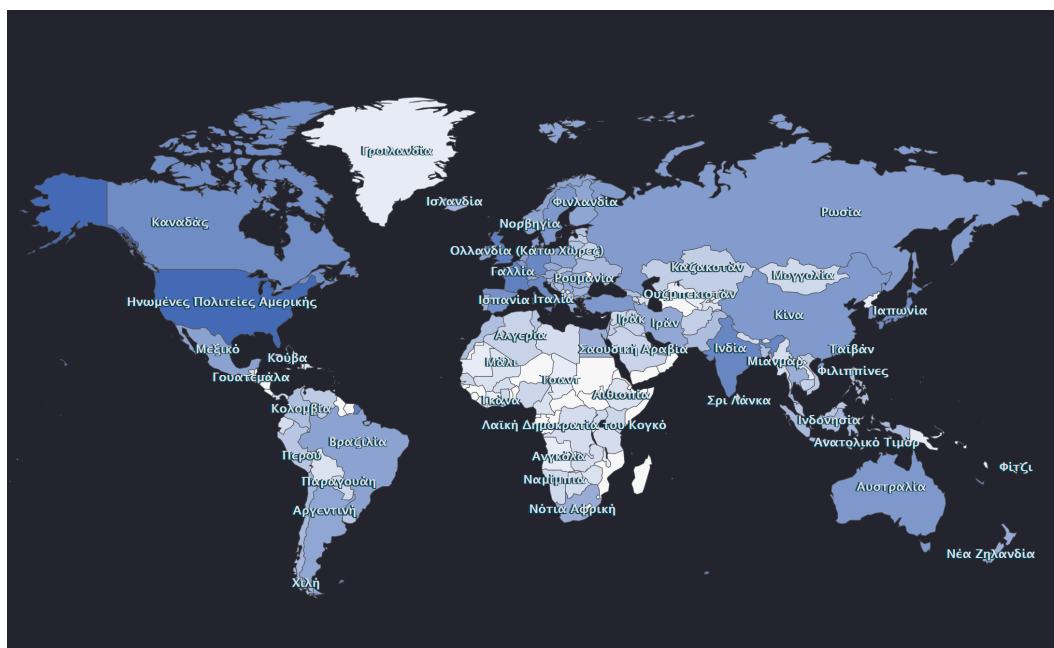 Γροιλανδία
Ισλανδία
Φινλανδία
Ρωσία
Καναδάς
Νορβηγία
Ολλανδία (Κάτω Χώρες)
Γαλλία
Καζακστάν
Ρουμανία
Μογγολία
Ουζμπεκιστάν
Ηνωμένες Πολιτείες Αμερικής
Ισπανία
Ιταλία
Ιαπωνία
Κίνα
Ιράκ
Ιράν
Αλγερία
Μεξικό
Σαουδική Αραβία
Ινδία
Ταϊβάν
Κούβα
Μάλι
Μιανμάρ
Γουατεμάλα
Τσαντ
Φιλιππίνες
Αιθιοπία
Γκάνα
Σρι Λάνκα
Κολομβία
Ινδονησία
Λαϊκή Δημοκρατία του Κογκό
Βραζιλία
Ανατολικό Τιμόρ
Περού
Ανγκόλα
Φίτζι
Παραγουάη
Ναμίμπια
Αυστραλία
Αργεντινή
Νότια Αφρική
Νέα Ζηλανδία
Χιλή